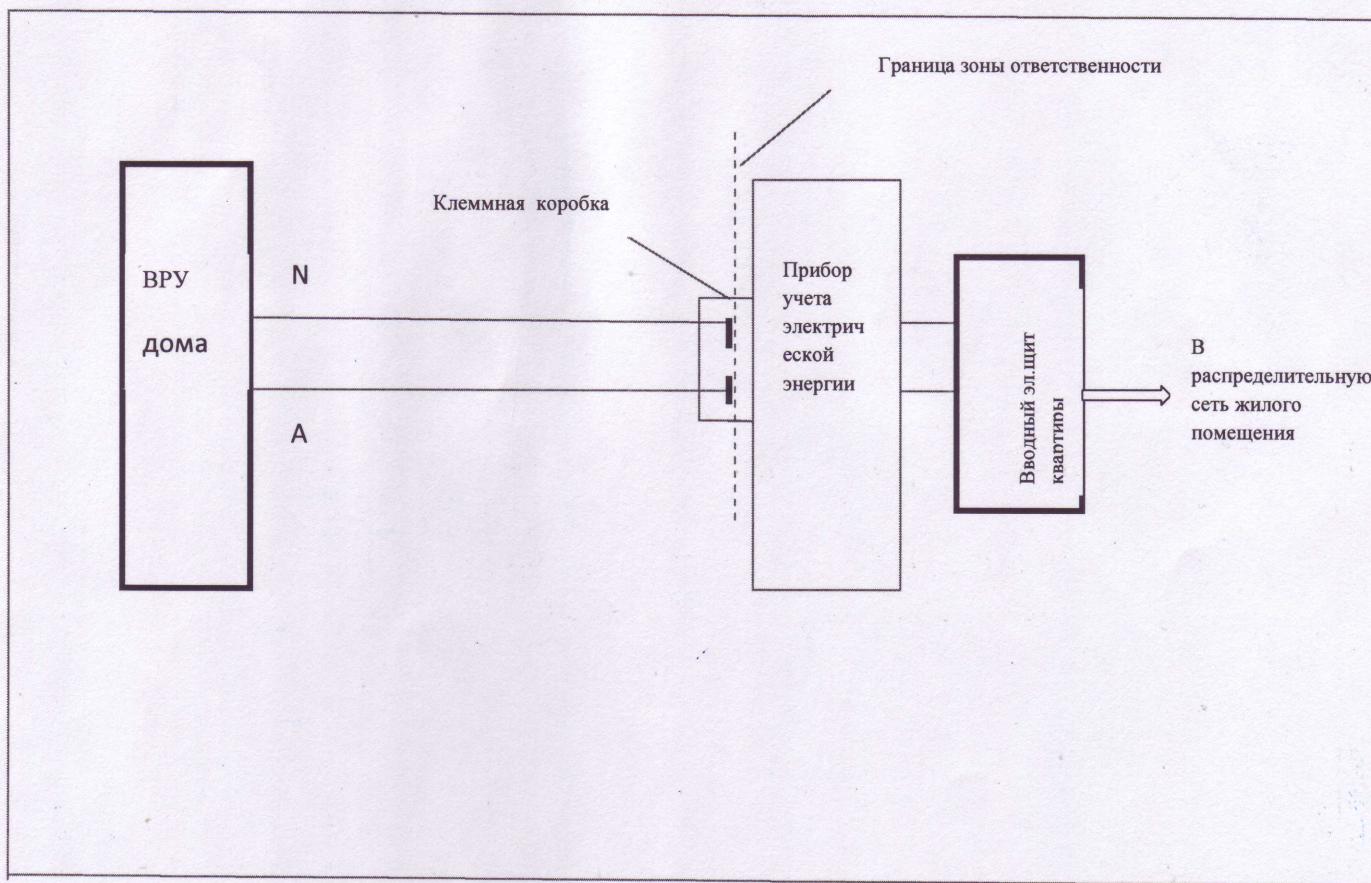 Граница зоны ответственности
Клеммная коробка
ВРУ
дома
N
A
Прибор
учета
электрич
еской
энергии
Вводный эл.щит
квартиры
В
распределительную
сеть жилого
помещения